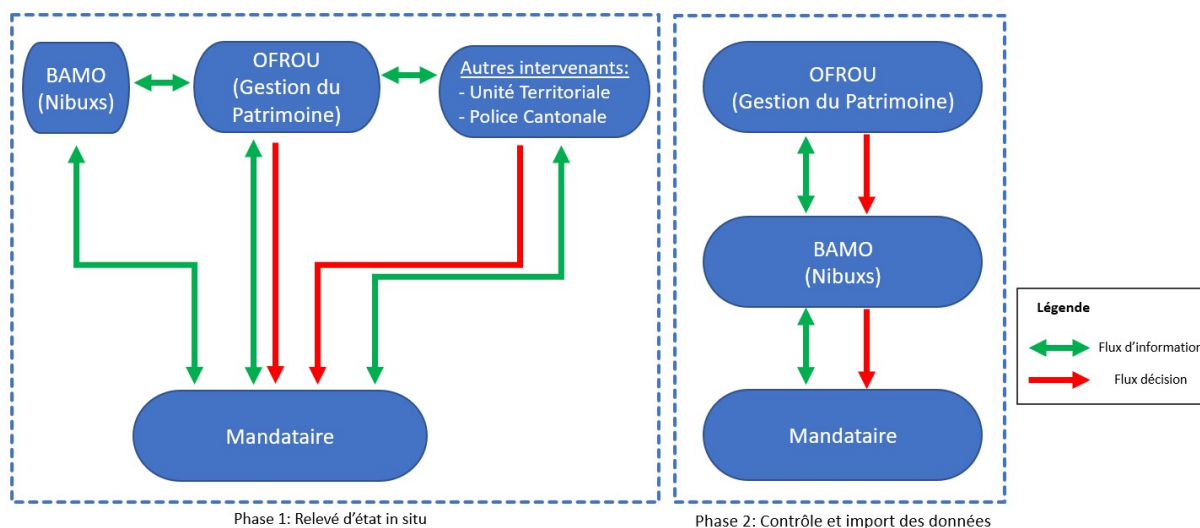 BAMO
(Nibuxs)
OFROU
(Gestion du
Patrimoine)
Autres intervenants:
- Unité Territoriale
- Police Cantonale
Mandataire
Phase 1: Relevé d'état in situ
OFROU
(Gestion du Patrimoine)
BAMO
(Nibuxs)
Mandataire
Phase 2: Contrôle et import des données
Légende
Flux d'information
Flux décision